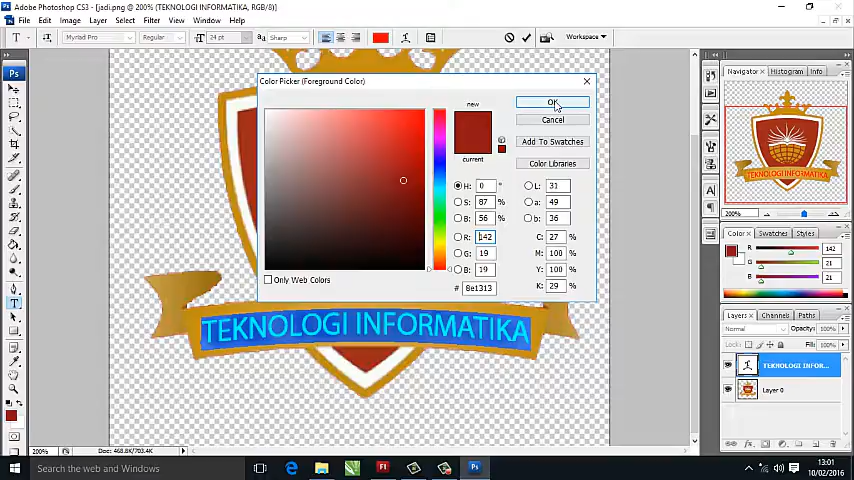 Adobe Photoshop CS3 - [jadi.png @ 200% (TEKNOLOGI INFORMATIKA, RGB/8)]
File Edit Image Layer Select Filter View Window Help
T Myriad Pro Regular 24 pt aa Sharp Workspace
Color Picker (Foreground Color)
new
current
OK
Cancel
Add To Swatches
Color Libraries
H: 0 ° L: 31
S: 87 % a: 49
B: 56 % b: 36
R: 142 C: 27 %
G: 19 M: 100 %
B: 19 Y: 100 %
# 8e1313 K: 29 %
Only Web Colors
TEKNOLOGI INFORMATIKA
Navigator Histogram Info
TEKNOLOGI INFORMATIKA
200%
Color Swatches Styles
R 142
G 21
B 21
Layers Channels Paths
Normal Opacity: 100%
Lock: Fill: 100%
TEKNOLOGI INFOR...
Layer 0
200% Doc: 468.8K/703.4K
Search the web and Windows
13:01
10/02/2016